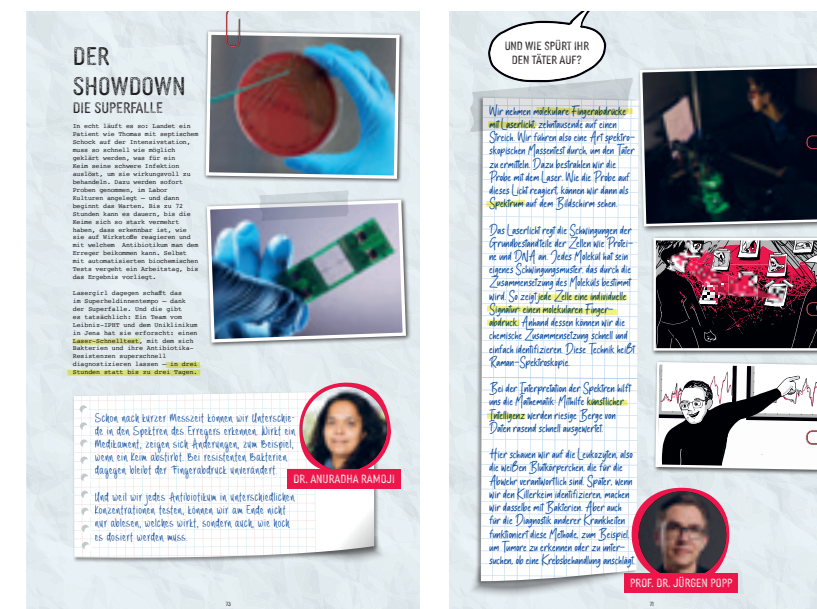 DER
SHOWDOWN
DIE SUPERFALLE
In echt läuft es so: Landet ein
Patient wie Thomas mit septischem
Schock auf der Intensivstation,
muss so schnell wie möglich
geklärt werden, was für ein
Keim seine schwere Infektion
auslöst, um sie wirkungsvoll zu
behandeln. Dazu werden sofort
Proben genommen, im Labor
Kulturen angelegt – und dann
beginnt das Warten. Bis zu 72
Stunden kann es dauern, bis die
Keime sich so stark vermehrt
haben, dass erkennbar ist, wie
sie auf Wirkstoffe reagieren und
mit welchem Antibiotikum man dem
Erreger beikommen kann. Selbst
mit automatisierten biochemischen
Tests vergeht ein Arbeitstag, bis
das Ergebnis vorliegt.
Lasergirl dagegen schafft das
im Superheldinnentempo – dank
der Superfalle. Und die gibt
es tatsächlich: Ein Team vom
Leibniz-IPHT und dem Uniklinikum
in Jena hat sie erforscht: einen
Laser-Schnelltest, mit dem sich
Bakterien und ihre Antibiotika-
Resistenzen superschnell
diagnostizieren lassen – in drei
Stunden statt bis zu drei Tagen.
Schon nach kurzer Messzeit können wir Unterschie-
de in den Spektren des Erregers erkennen. Wirkt ein
Medikament, zeigen sich Änderungen, zum Beispiel,
wenn ein Keim abstirbt. Bei resistenten Bakterien
dagegen bleibt der Fingerabdruck unverändert.
Und weil wir jedes Antibiotikum in unterschiedlichen
Konzentrationen testen, können wir am Ende nicht
nur ablesen, welches wirkt, sondern auch, wie hoch
es dosiert werden muss.
DR. ANURADHA RAMOJI
UND WIE SPÜRT IHR
DEN TÄTER AUF?
Wir nehmen molekulare Fingerabdrücke
mit Laserlicht, zehntausende auf einen
Streich. Wir führen also eine Art spektro-
skopischen Massentest durch, um den Täter
zu ermitteln. Dazu bestrahlen wir die
Probe mit dem Laser. Wie die Probe auf
dieses Licht reagiert, können wir dann als
Spektrum auf dem Bildschirm sehen.
Das Laserlicht regt die Schwingungen der
Grundbestandteile der Zellen wie Protei-
ne und DNA an. Jedes Molekül hat sein
eigenes Schwingungsmuster, das durch die
Zusammensetzung des Moleküls bestimmt
wird. So zeigt jede Zelle eine individuelle
Signatur, einen molekularen Finger-
abdruck. Anhand dessen können wir die
chemische Zusammensetzung schnell und
einfach identifizieren. Diese Technik heißt
Raman-Spektroskopie.
Bei der Interpretation der Spektren hilft
uns die Mathematik: Mithilfe künstlicher
Intelligenz werden riesige Berge von
Daten rasend schnell ausgewertet.
Hier schauen wir auf die Leukozyten, also
die weißen Blutkörperchen, die für die
Abwehr verantwortlich sind. Später, wenn
wir den Killerkeim identifizieren, machen
wir dasselbe mit Bakterien. Aber auch
für die Diagnostik anderer Krankheiten
funktioniert diese Methode, zum Beispiel,
um Tumore zu erkennen oder zu unter-
suchen, ob eine Krebsbehandlung anschlägt.
PROF. DR. JÜRGEN POPP